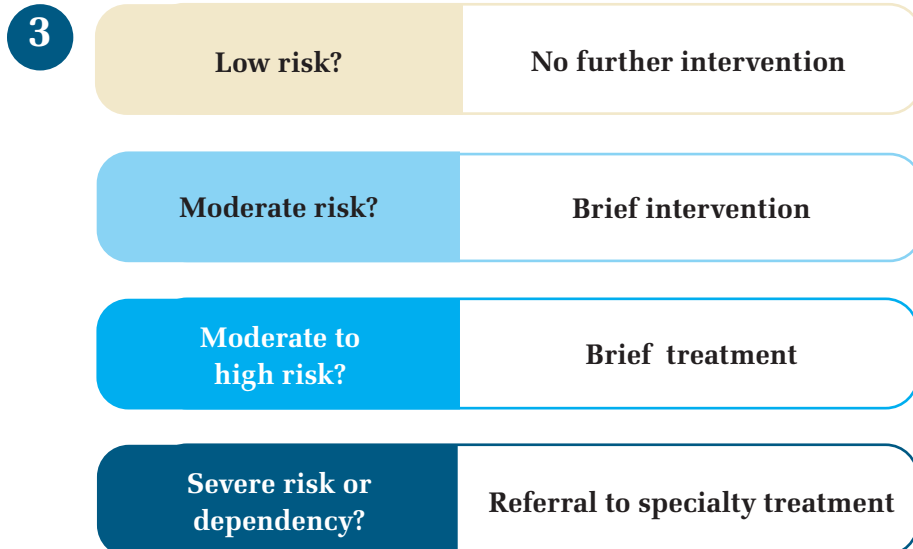 3
Low risk?
No further intervention
Moderate risk?
Brief intervention
Moderate to
high risk?
Brief treatment
Severe risk or
dependency?
Referral to specialty treatment